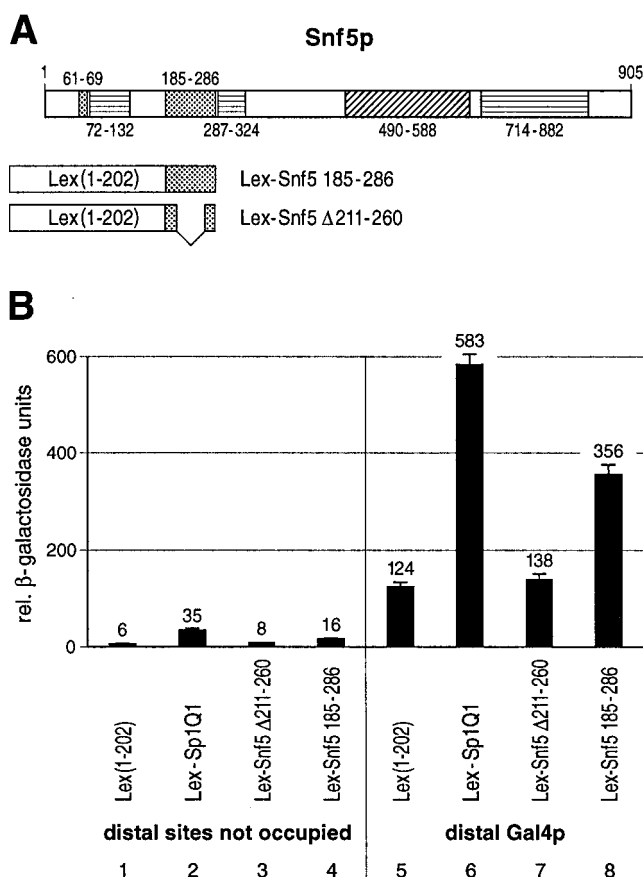 A
Snf5p
1
61-69
185-286
905
72-132
287-324
490-588
714-882
Lex(1-202)
Lex-Snf5 185-286
Lex(1-202)
Lex-Snf5 Δ211-260
B
rel. β-galactosidase units
600
400
200
0
6
35
8
16
124
583
138
356
Lex(1-202)
Lex-Sp1Q1
Lex-Snf5 Δ211-260
Lex-Snf5 185-286
Lex(1-202)
Lex-Sp1Q1
Lex-Snf5 Δ211-260
Lex-Snf5 185-286
distal sites not occupied
distal Gal4p
1 2 3 4 5 6 7 8